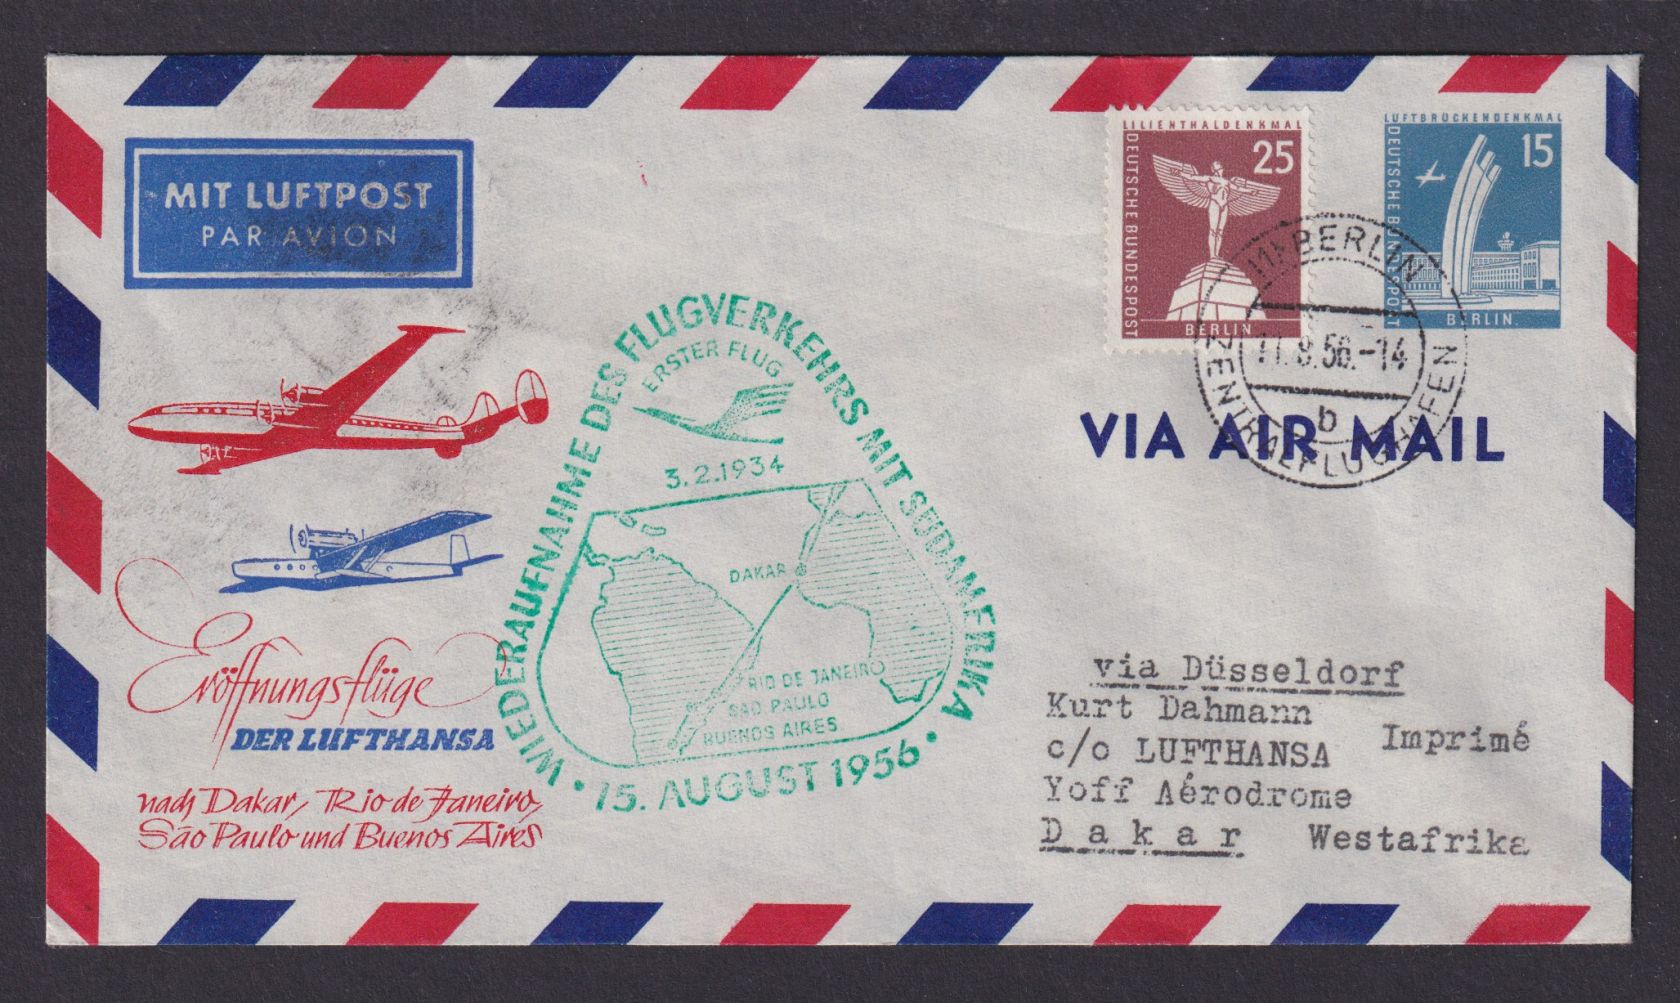 MIT LUFTPOST
PAR AVION
LILIENTHALDENKMAL
25
DEUTSCHE BUNDESPOST
BERLIN
LUFTBRÜCKENDENKMAL
15
DEUTSCHE BUNDESPOST
BERLIN
BERLIN
11.8.56.-14
b
ZENTRALFLUGHAFEN
VIA AIR MAIL
WIEDERAUFNAHME DES FLUGVERKEHRS MIT SÜDAMERIKA
ERSTER FLUG
3.2.1934
DAKAR
RIO DE JANEIRO
SAO PAULO
BUENOS AIRES
• 15. AUGUST 1956 •
Eröffnungsflüge
DER LUFTHANSA
nach Dakar, Rio de Janeiro,
São Paulo und Buenos Aires
via Düsseldorf
Kurt Dahmann
c/o LUFTHANSA Imprimé
Yoff Aérodrome
Dakar Westafrika